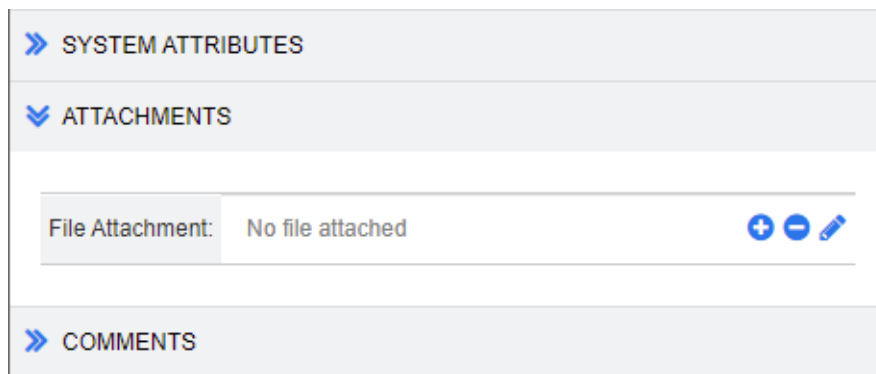 SYSTEM ATTRIBUTES
ATTACHMENTS
File Attachment: No file attached
COMMENTS